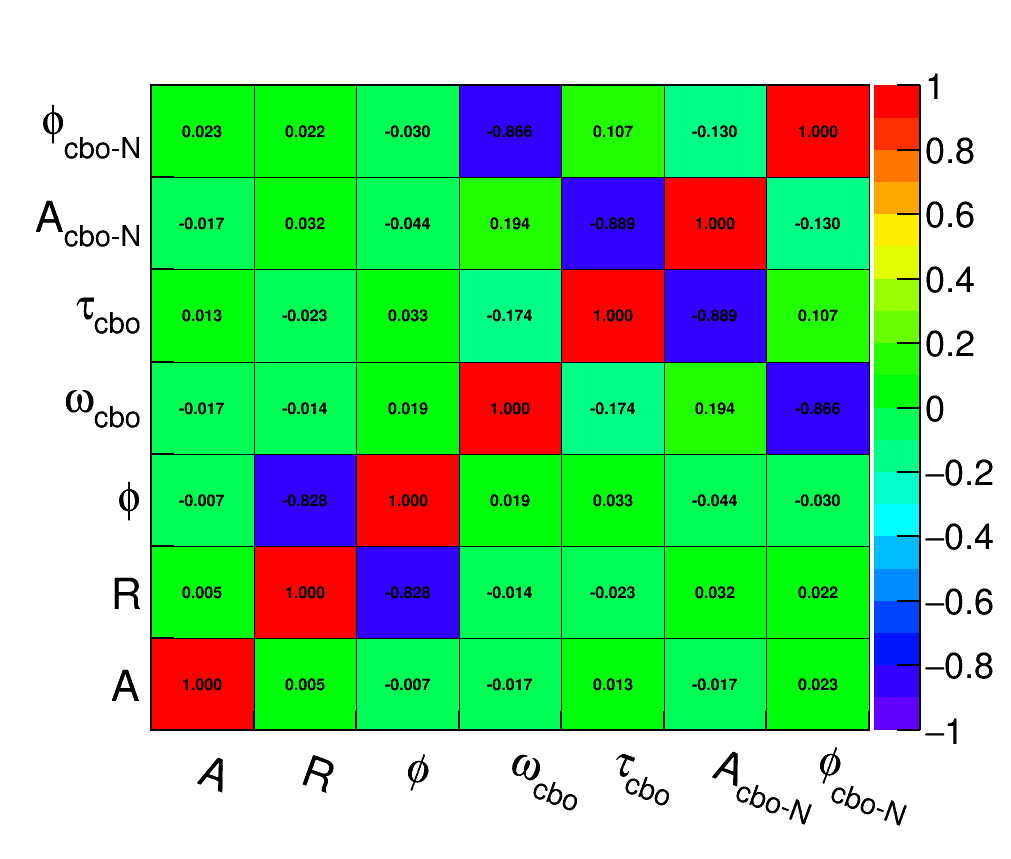 ϕcbo-N 0.023 0.022 -0.030 -0.866 0.107 -0.130 1.000
Acbo-N -0.017 0.032 -0.044 0.194 -0.889 1.000 -0.130
τcbo 0.013 -0.023 0.033 -0.174 1.000 -0.889 0.107
ωcbo -0.017 -0.014 0.019 1.000 -0.174 0.194 -0.866
ϕ -0.007 -0.828 1.000 0.019 0.033 -0.044 -0.030
R 0.005 1.000 -0.828 -0.014 -0.023 0.032 0.022
A 1.000 0.005 -0.007 -0.017 0.013 -0.017 0.023
A R ϕ ωcbo τcbo Acbo-N ϕcbo-N
1
0.8
0.6
0.4
0.2
0
−0.2
−0.4
−0.6
−0.8
−1